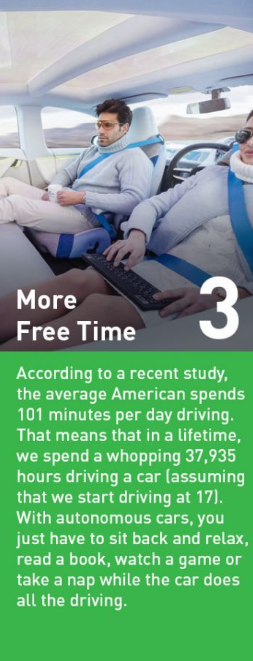 More
Free Time
3
According to a recent study,
the average American spends
101 minutes per day driving.
That means that in a lifetime,
we spend a whopping 37,935
hours driving a car (assuming
that we start driving at 17).
With autonomous cars, you
just have to sit back and relax,
read a book, watch a game or
take a nap while the car does
all the driving.